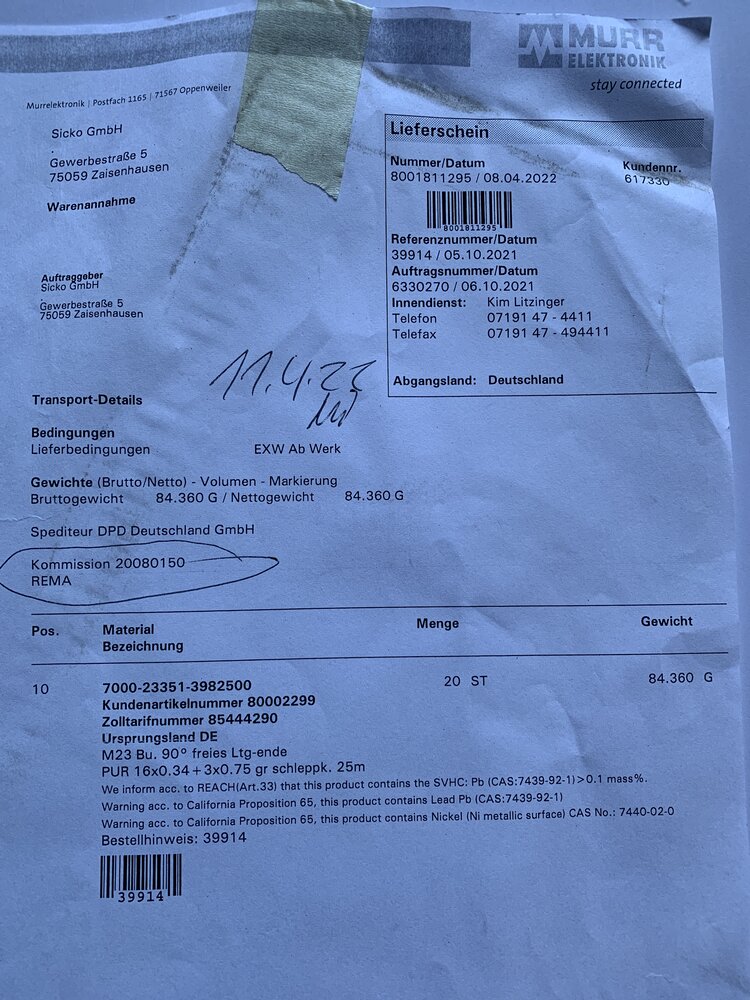 MURR
ELEKTRONIK
stay connected
Murrelektronik | Postfach 1165 | 71567 Oppenweiler
Sicko GmbH
Gewerbestraße 5
75059 Zaisenhausen
Warenannahme
Auftraggeber
Sicko GmbH
Gewerbestraße 5
75059 Zaisenhausen
Lieferschein
Nummer/Datum Kundennr.
8001811295 / 08.04.2022 617330
8001811295
Referenznummer/Datum
39914 / 05.10.2021
Auftragsnummer/Datum
6330270 / 06.10.2021
Innendienst: Kim Litzinger
Telefon 07191 47 - 4411
Telefax 07191 47 - 494411
Abgangsland: Deutschland
11.4.22
Transport-Details
Bedingungen
Lieferbedingungen EXW Ab Werk
Gewichte (Brutto/Netto) - Volumen - Markierung
Bruttogewicht 84.360 G / Nettogewicht 84.360 G
Spediteur DPD Deutschland GmbH
Kommission 20080150
REMA
Pos. Material Menge Gewicht
Bezeichnung
10 7000-23351-3982500 20 ST 84.360 G
Kundenartikelnummer 80002299
Zolltarifnummer 85444290
Ursprungsland DE
M23 Bu. 90° freies Ltg-ende
PUR 16x0.34+3x0.75 gr schleppk. 25m
We inform acc. to REACH(Art.33) that this product contains the SVHC: Pb (CAS:7439-92-1)>0.1 mass%.
Warning acc. to California Proposition 65, this product contains Lead Pb (CAS:7439-92-1)
Warning acc. to California Proposition 65, this product contains Nickel (Ni metallic surface) CAS No.: 7440-02-0
Bestellhinweis: 39914
39914